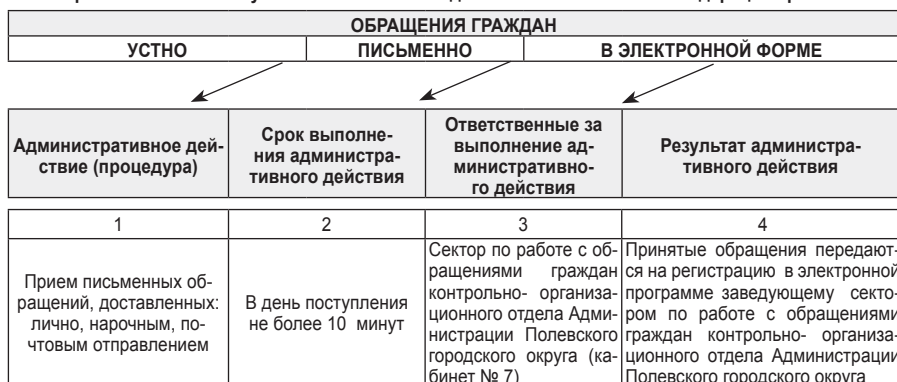 ОБРАЩЕНИЯ ГРАЖДАН
УСТНО ПИСЬМЕННО В ЭЛЕКТРОННОЙ ФОРМЕ
Административное дей-
ствие (процедура)
Срок выполне-
ния администра-
тивного действия
Ответственные за
выполнение ад-
министративно-
го действия
Результат администра-
тивного действия
1 2 3 4
Прием письменных об-
ращений, доставленных:
лично, нарочным, по-
чтовым отправлением
В день поступления
не более 10 минут
Сектор по работе с об-
ращениями граждан
контрольно- организа-
ционного отдела Адми-
нистрации Полевского
городского округа (ка-
бинет № 7)
Принятые обращения передают-
ся на регистрацию в электронной
программе заведующему секто-
ром по работе с обращениями
граждан контрольно- организа-
ционного отдела Администрации
Полевского городского округа